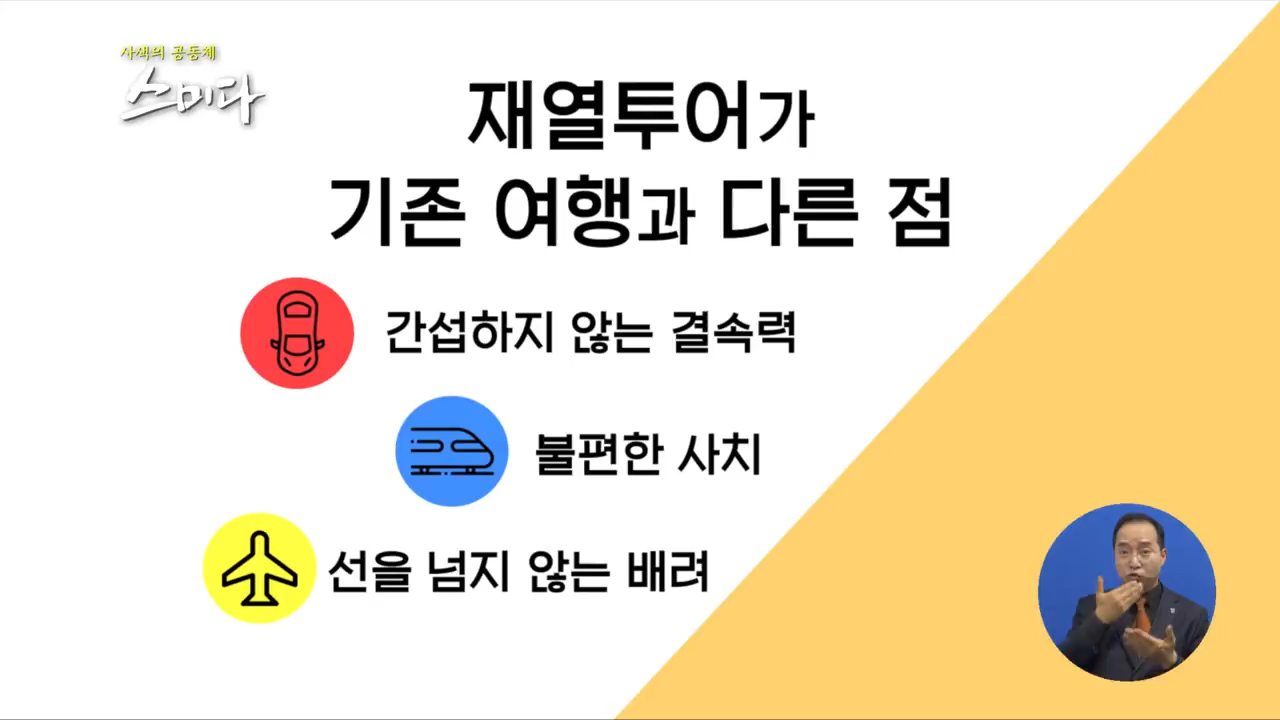 사색의 공동체
스미다
재열투어가
기존 여행과 다른 점
간섭하지 않는 결속력
불편한 사치
선을 넘지 않는 배려